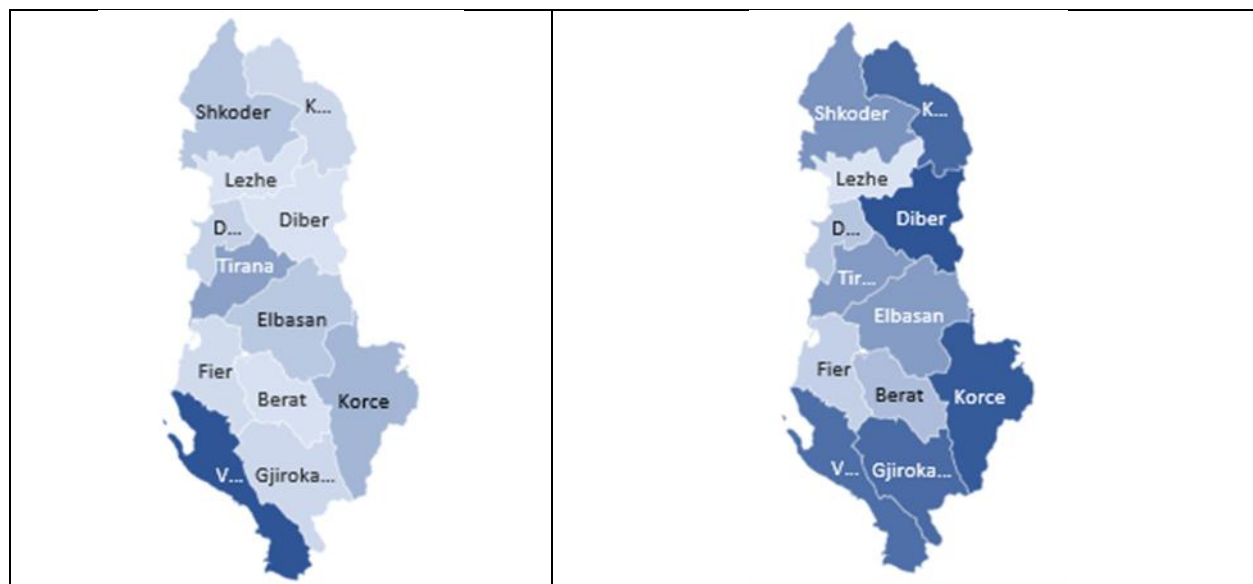 Shkoder
K...
Lezhe
Diber
D...
Tirana
Elbasan
Fier
Berat
Korce
V...
Gjiroka...
Shkoder
K...
Lezhe
Diber
D...
Tir...
Elbasan
Fier
Berat
Korce
V...
Gjiroka...